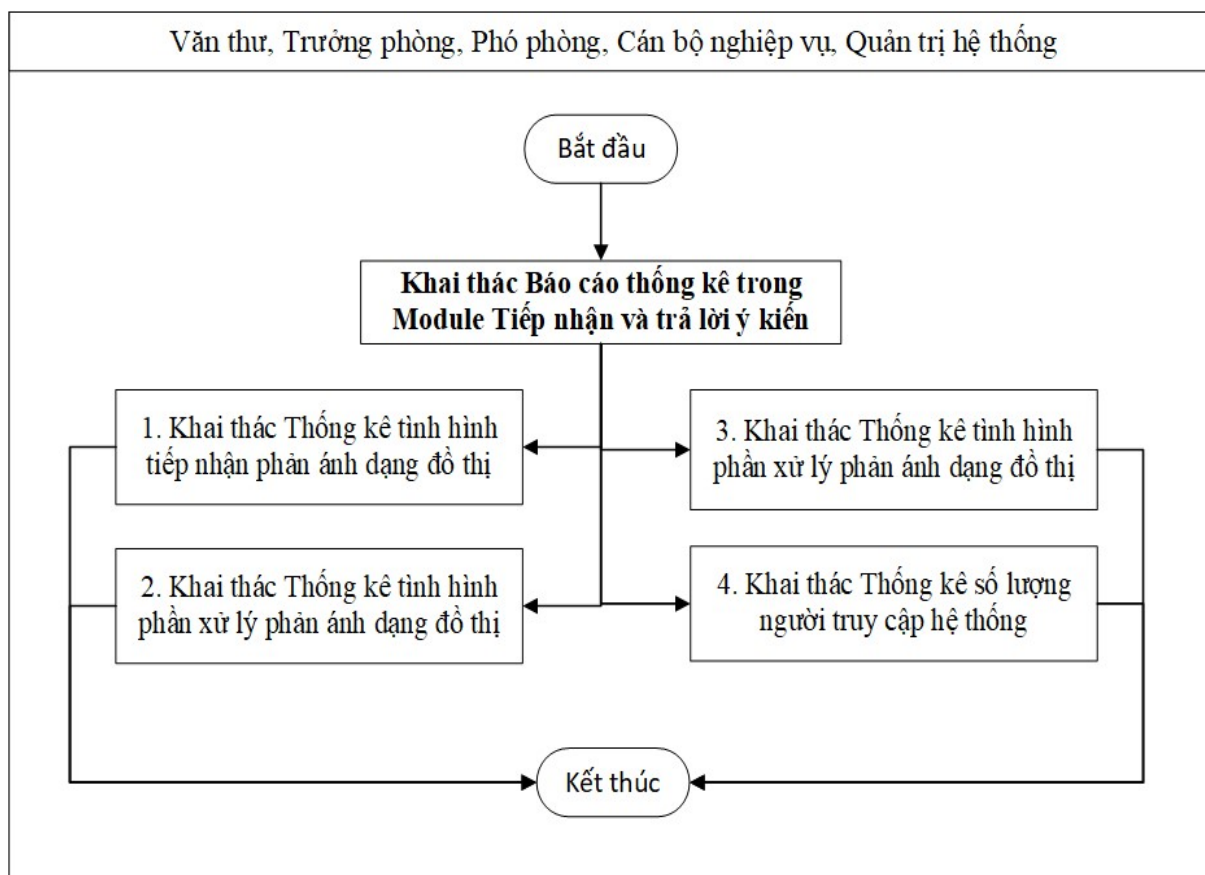 Văn thư, Trưởng phòng, Phó phòng, Cán bộ nghiệp vụ, Quản trị hệ thống
Bắt đầu
Khai thác Báo cáo thống kê trong
Module Tiếp nhận và trả lời ý kiến
1. Khai thác Thống kê tình hình
tiếp nhận phản ánh dạng đồ thị
2. Khai thác Thống kê tình hình
phần xử lý phản ánh dạng đồ thị
3. Khai thác Thống kê tình hình
phần xử lý phản ánh dạng đồ thị
4. Khai thác Thống kê số lượng
người truy cập hệ thống
Kết thúc